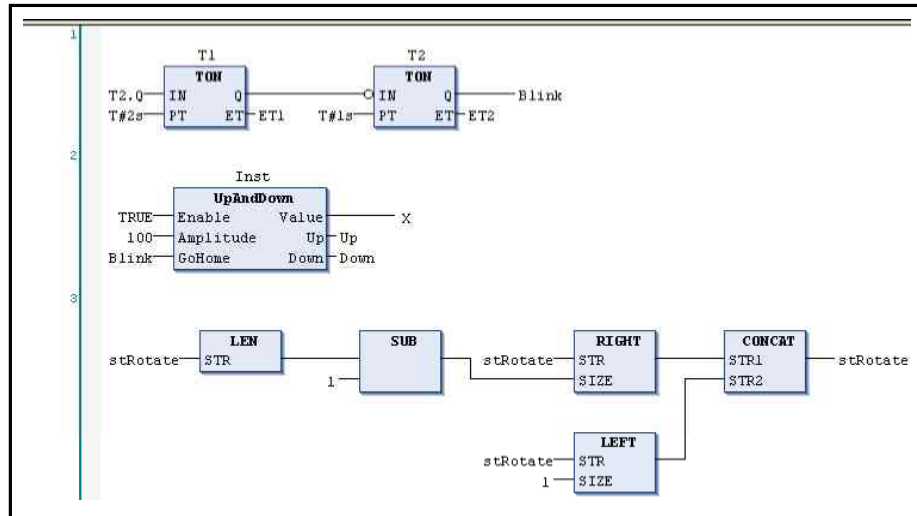 1
T1 T2
TON TON
T2.Q IN Q IN Q Blink
T#2s PT ET ET1 T#1s PT ET ET2
2
Inst
UpAndDown
TRUE Enable Value X
100 Amplitude Up Up
Blink GoHome Down Down
3
LEN SUB RIGHT CONCAT
stRotate STR stRotate STR STR1 stRotate
1 SIZE STR2
LEFT
stRotate STR
1 SIZE